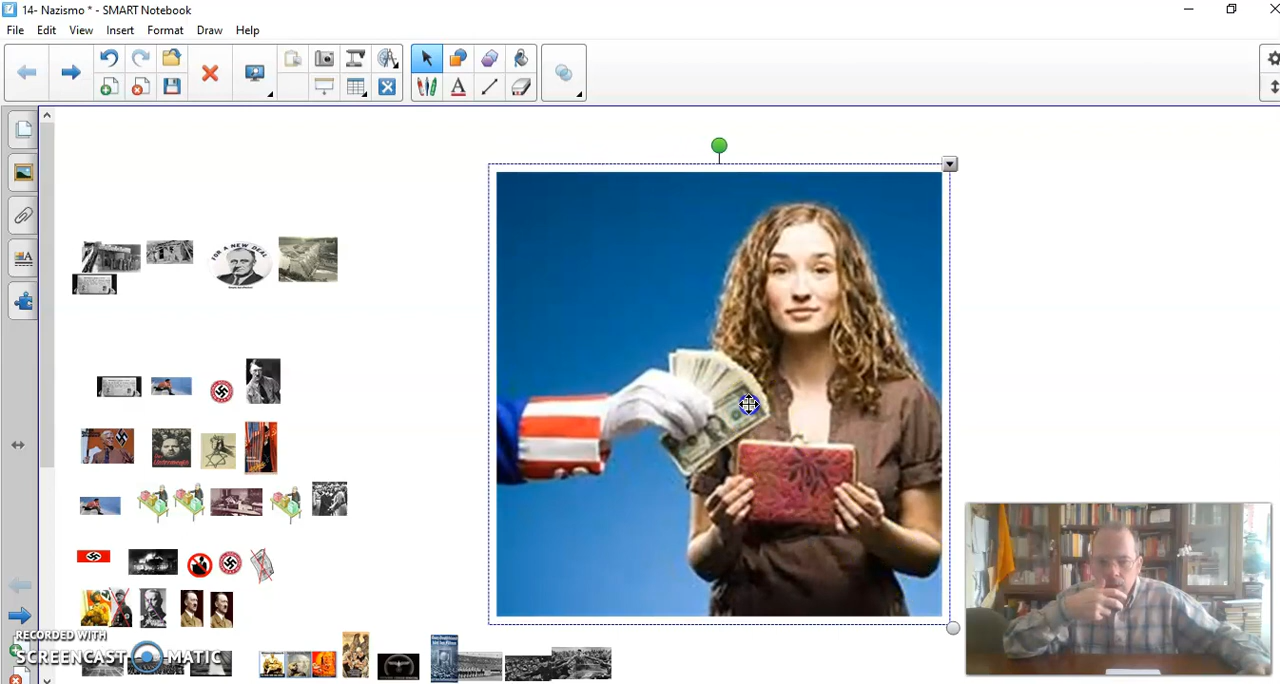 14- Nazismo * - SMART Notebook
File Edit View Insert Format Draw Help
FOR A NEW DEAL
RECORDED WITH
SCREENCAST MATIC